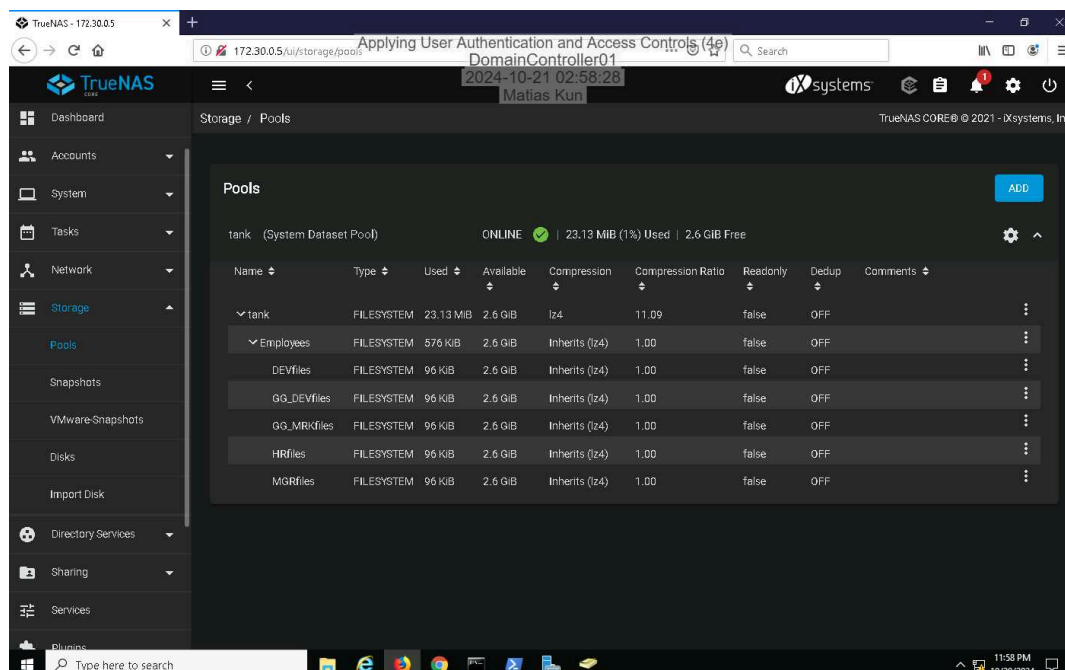 TrueNAS - 172.30.0.5
172.30.0.5/ui/storage/pools
Search
Applying User Authentication and Access Controls (4e)
DomainController01
2024-10-21 02:58:28
Matias Kun
TrueNAS
CORE
iX systems
1
Storage / Pools
TrueNAS CORE® © 2021 - iXsystems, In
Dashboard
Accounts
System
Tasks
Network
Storage
Pools
Snapshots
VMware-Snapshots
Disks
Import Disk
Directory Services
Sharing
Services
Plugins
Pools
ADD
tank (System Dataset Pool) ONLINE | 23.13 MiB (1%) Used | 2.6 GiB Free
Name Type Used Available Compression Compression Ratio Readonly Dedup Comments
tank FILESYSTEM 23.13 MiB 2.6 GiB lz4 11.09 false OFF
Employees FILESYSTEM 576 KiB 2.6 GiB Inherits (lz4) 1.00 false OFF
DEVfiles FILESYSTEM 96 KiB 2.6 GiB Inherits (lz4) 1.00 false OFF
GG_DEVfiles FILESYSTEM 96 KiB 2.6 GiB Inherits (lz4) 1.00 false OFF
GG_MRKfiles FILESYSTEM 96 KiB 2.6 GiB Inherits (lz4) 1.00 false OFF
HRfiles FILESYSTEM 96 KiB 2.6 GiB Inherits (lz4) 1.00 false OFF
MGRfiles FILESYSTEM 96 KiB 2.6 GiB Inherits (lz4) 1.00 false OFF
Type here to search
11:58 PM